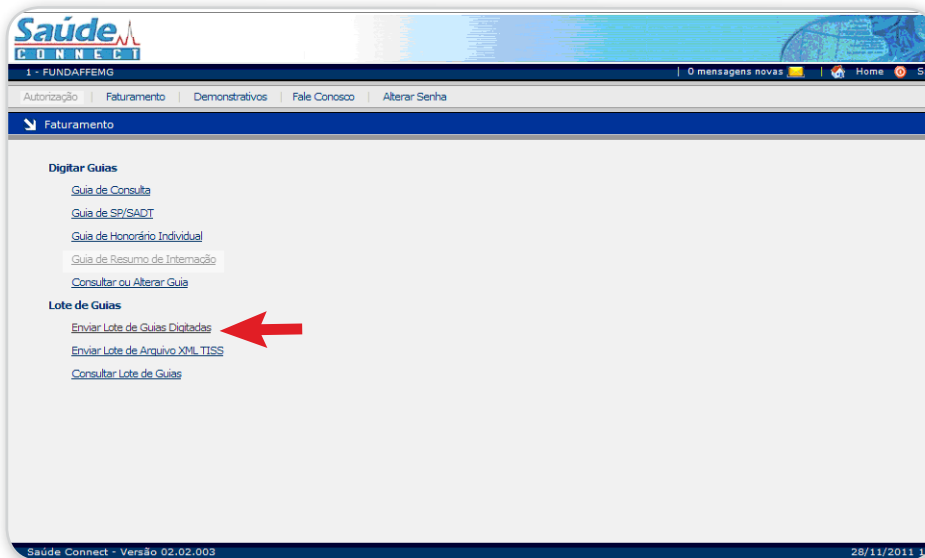 Saúde
CONNECT
1 - FUNDAFFEMG | 0 mensagens novas | Home S
Autorização | Faturamento | Demonstrativos | Fale Conosco | Alterar Senha
Faturamento
Digitar Guias
Guia de Consulta
Guia de SP/SADT
Guia de Honorário Individual
Guia de Resumo de Internação
Consultar ou Alterar Guia
Lote de Guias
Enviar Lote de Guias Digitadas
Enviar Lote de Arquivo XML TISS
Consultar Lote de Guias
Saúde Connect - Versão 02.02.003 28/11/2011 1